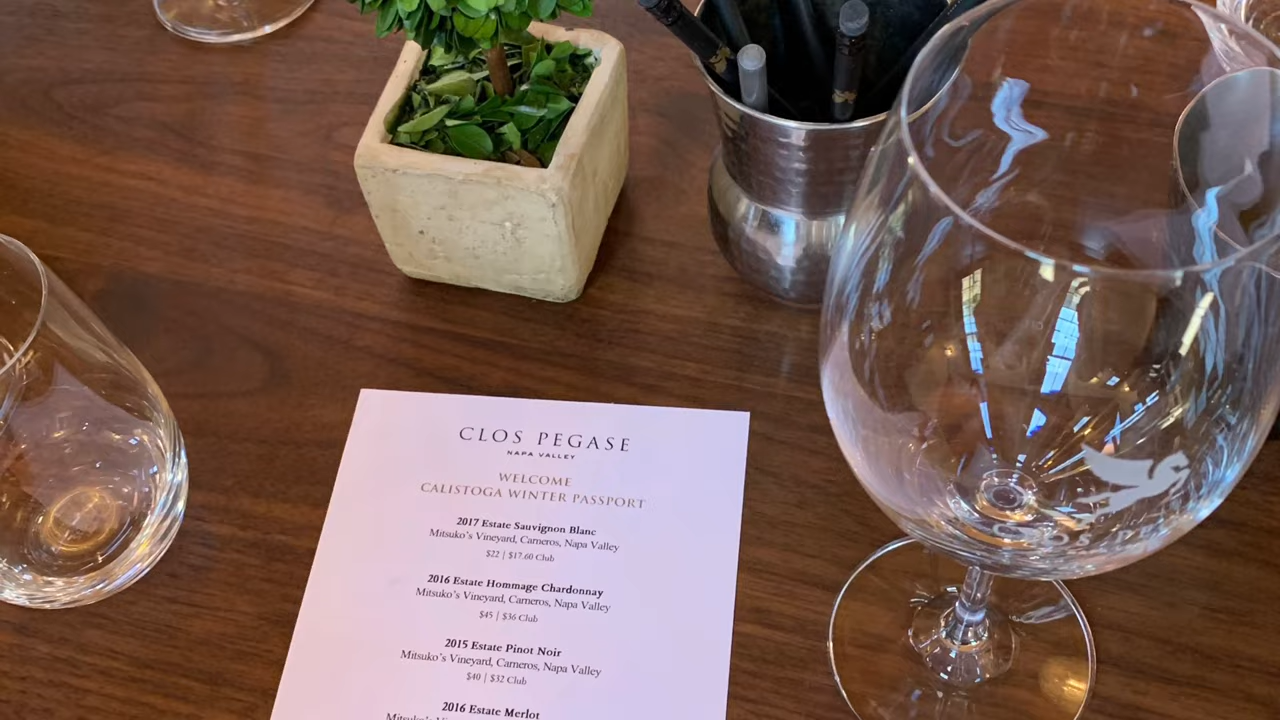 CLOS PEGASE
NAPA VALLEY
WELCOME
CALISTOGA WINTER PASSPORT
2017 Estate Sauvignon Blanc
Mitsuko's Vineyard, Carneros, Napa Valley
$22 | $17.60 Club
2016 Estate Hommage Chardonnay
Mitsuko's Vineyard, Carneros, Napa Valley
$45 | $36 Club
2015 Estate Pinot Noir
Mitsuko's Vineyard, Carneros, Napa Valley
$40 | $32 Club
2016 Estate Merlot
Mitsuko's